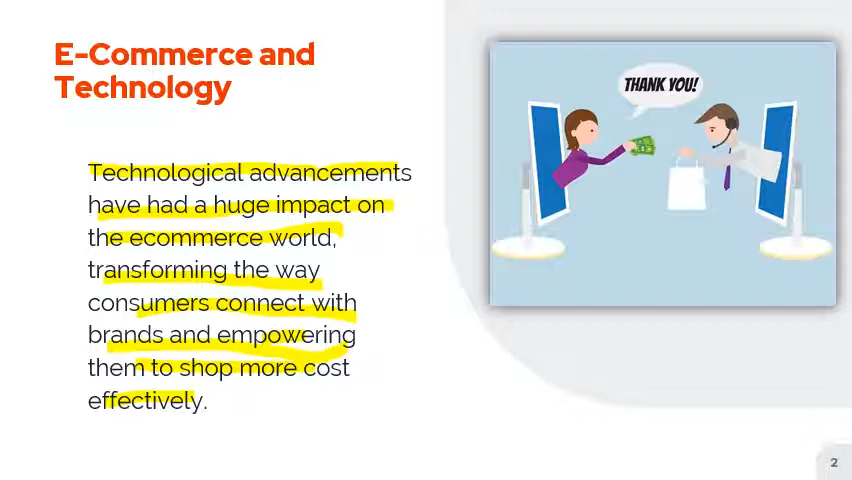 E-Commerce and
Technology
Technological advancements
have had a huge impact on
the ecommerce world,
transforming the way
consumers connect with
brands and empowering
them to shop more cost
effectively.
THANK YOU!
2